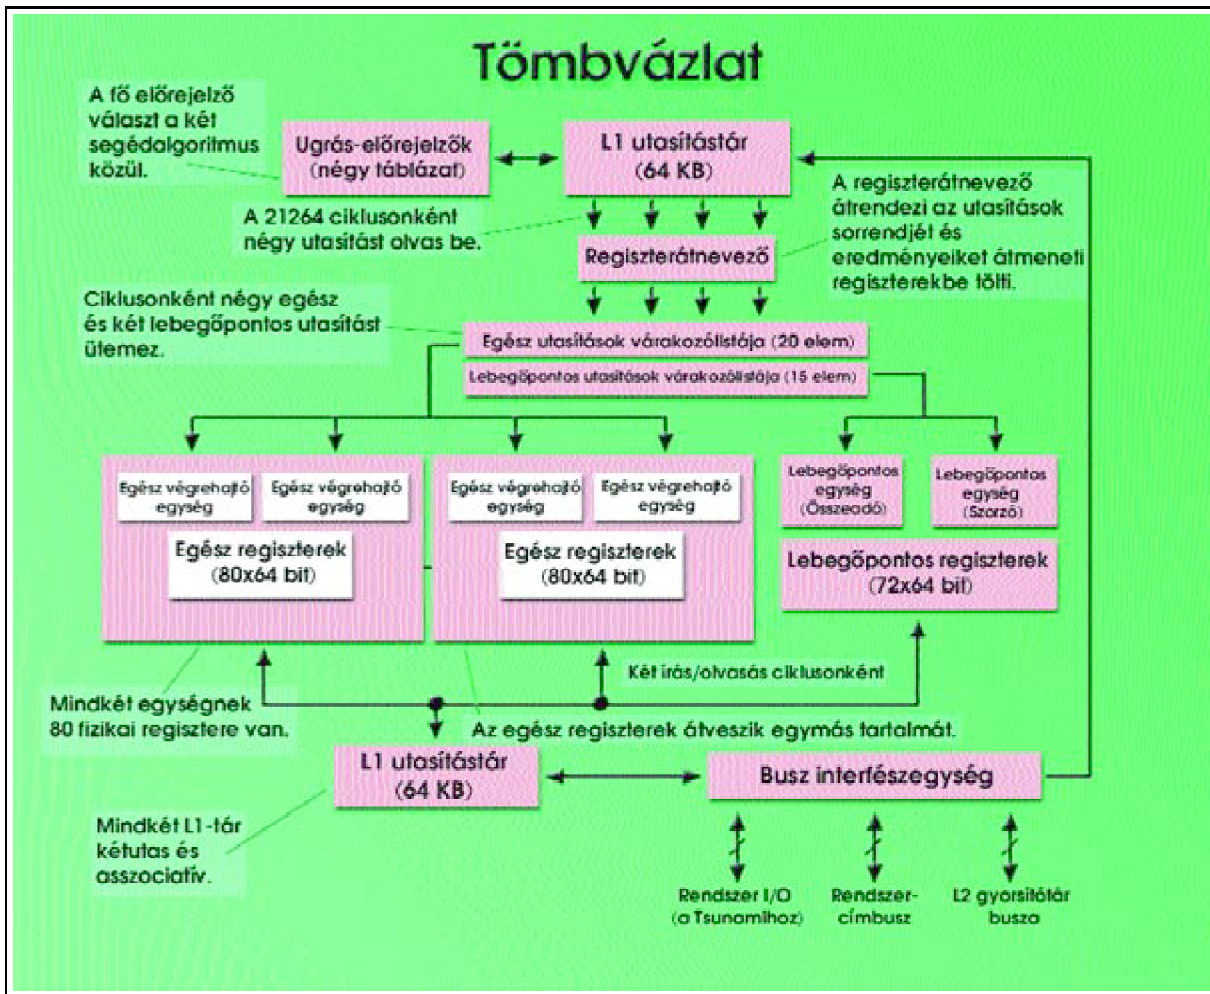 Tömbvázlat
A fő előrejelző
választ a két
segédalgoritmus
közül.
Ugrás-előrejelzők
(négy táblázat)
L1 utasítástár
(64 KB)
A 21264 ciklusonként
négy utasítást olvas be.
Regiszterátnevező
A regiszterátnevező
átrendezi az utasítások
sorrendjét és
eredményeiket átmeneti
regiszterekbe tölti.
Ciklusonként négy egész
és két lebegőpontos utasítást
ütemez.
Egész utasítások várakozólistája (20 elem)
Lebegőpontos utasítások várakozólistája (15 elem)
Egész végrehajtó
egység
Egész végrehajtó
egység
Egész regiszterek
(80x64 bit)
Egész végrehajtó
egység
Egész végrehajtó
egység
Egész regiszterek
(80x64 bit)
Lebegőpontos
egység
(Összeadó)
Lebegőpontos
egység
(Szorzó)
Lebegőpontos regiszterek
(72x64 bit)
Két írás/olvasás ciklusonként
Mindkét egységnek
80 fizikai regisztere van.
Az egész regiszterek átveszik egymás tartalmát.
L1 utasítástár
(64 KB)
Busz interfészegység
Mindkét L1-tár
kétutas és
asszociatív.
Rendszer I/O
(a Tsunamihoz)
Rendszer-
címbusz
L2 gyorsítótár
busza